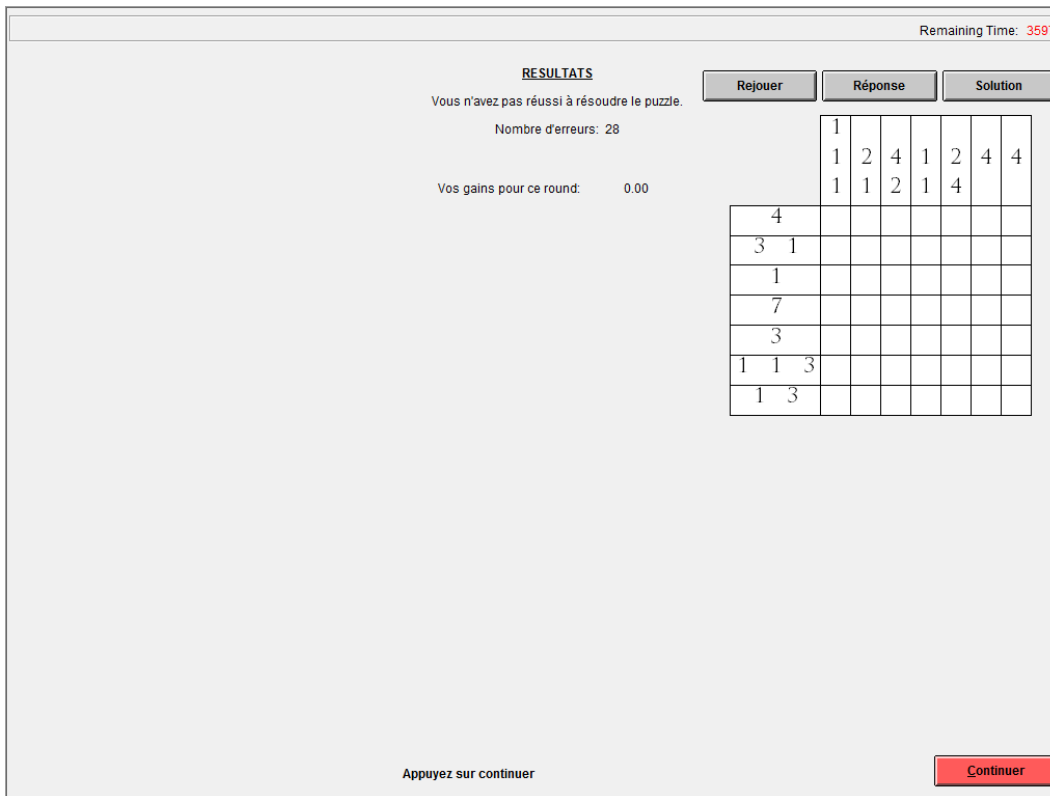 Remaining Time: 359
RESULTATS
Rejouer Réponse Solution
Vous n'avez pas réussi à résoudre le puzzle.
Nombre d'erreurs: 28
Vos gains pour ce round: 0.00
1
1 2 4 1 2 4 4
1 1 2 1 4
4
3 1
1
7
3
1 1 3
1 3
Appuyez sur continuer
Continuer